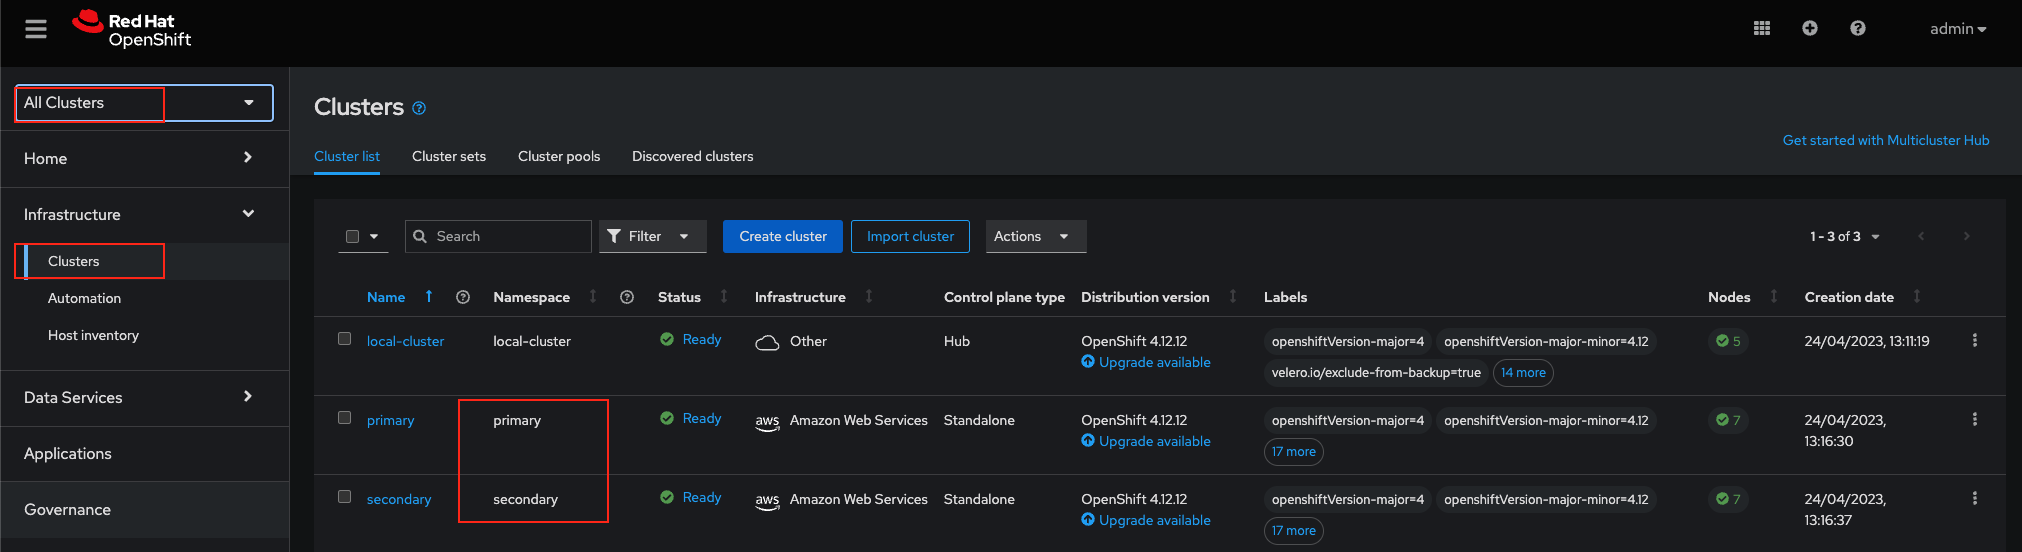 Red Hat
OpenShift
admin
All Clusters
Home
Infrastructure
Clusters
Automation
Host inventory
Data Services
Applications
Governance
Clusters
Get started with Multicluster Hub
Cluster list Cluster sets Cluster pools Discovered clusters
Search Filter Create cluster Import cluster Actions 1 - 3 of 3
Name Namespace Status Infrastructure Control plane type Distribution version Labels Nodes Creation date
local-cluster local-cluster Ready Other Hub OpenShift 4.12.12 openshiftVersion-major=4 openshiftVersion-major-minor=4.12 5 24/04/2023, 13:11:19
Upgrade available velero.io/exclude-from-backup=true 14 more
primary primary Ready aws Amazon Web Services Standalone OpenShift 4.12.12 openshiftVersion-major=4 openshiftVersion-major-minor=4.12 7 24/04/2023,
Upgrade available 17 more 13:16:30
secondary secondary Ready aws Amazon Web Services Standalone OpenShift 4.12.12 openshiftVersion-major=4 openshiftVersion-major-minor=4.12 7 24/04/2023,
Upgrade available 17 more 13:16:37